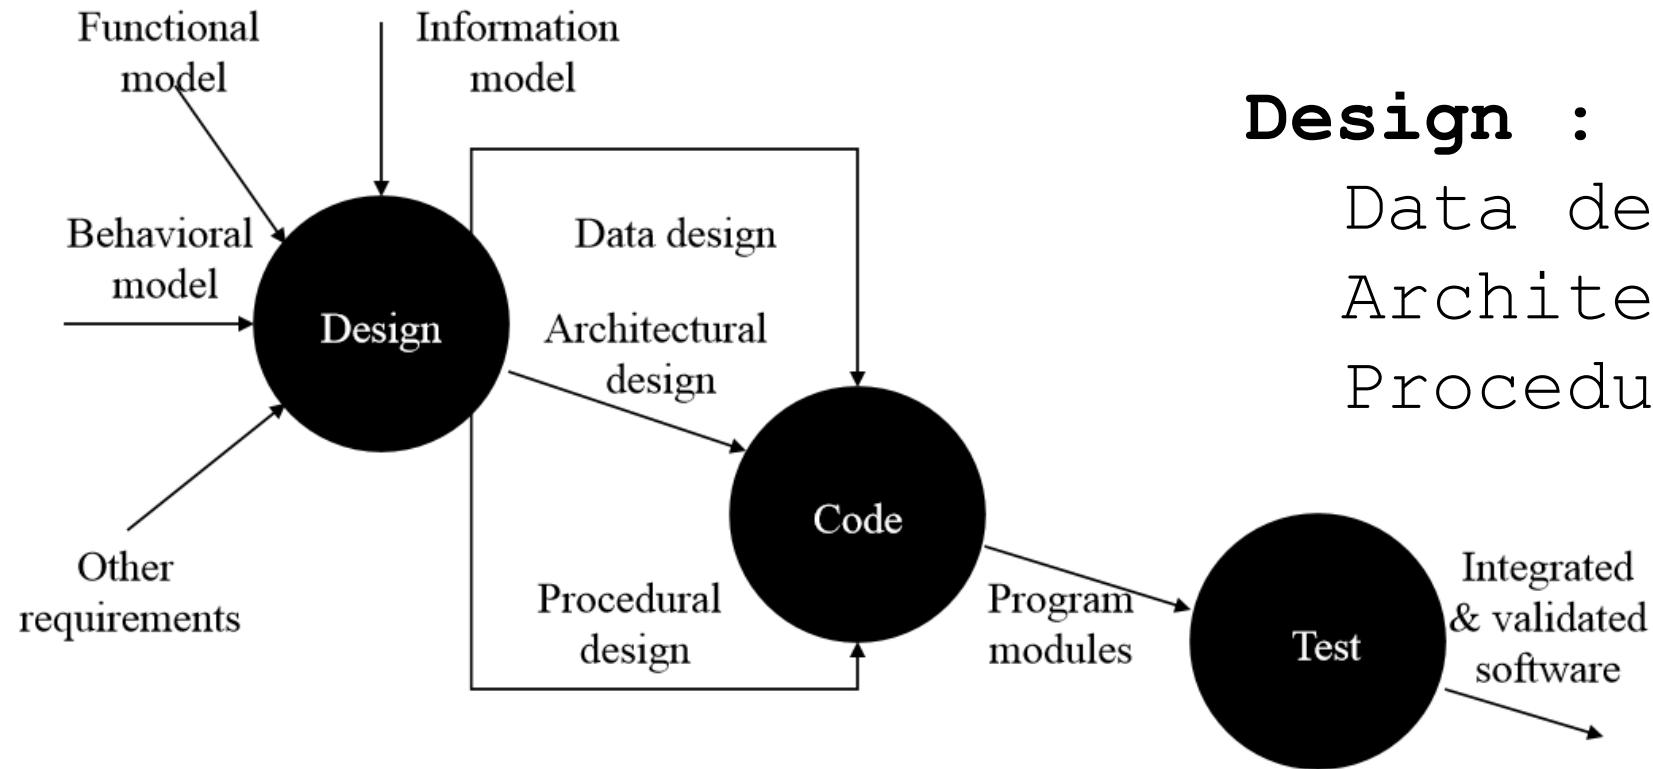 Functional
model
Information
model
Design :
Data de
Archite
Procedu
Behavioral
model
Data design
Design
Architectural
design
Code
Other
requirements
Procedural
design
Program
modules
Test
Integrated
& validated
software